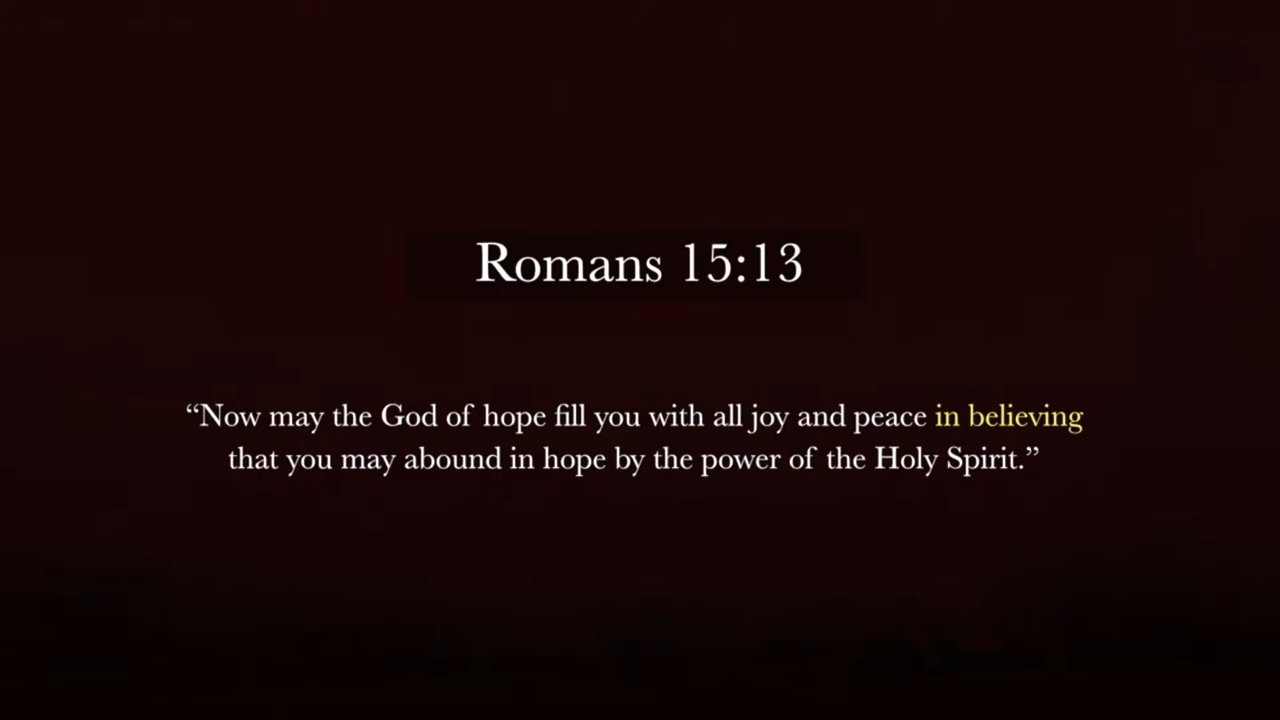 Romans 15:13
“Now may the God of hope fill you with all joy and peace in believing
that you may abound in hope by the power of the Holy Spirit.”